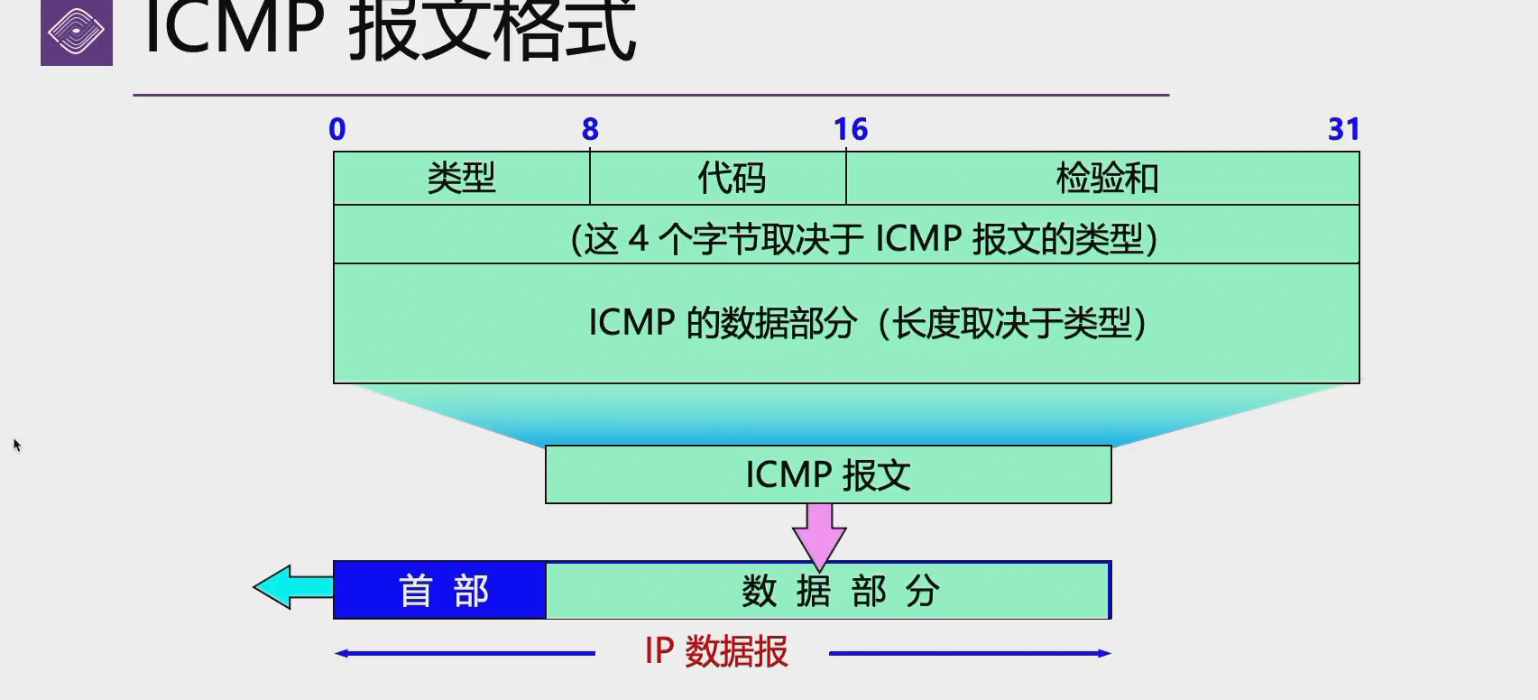 ICMP 报文格式
0 8 16 31
类型 代码 检验和
(这 4 个字节取决于 ICMP 报文的类型)
ICMP 的数据部分（长度取决于类型）
ICMP 报文
首 部 数 据 部 分
IP 数据报